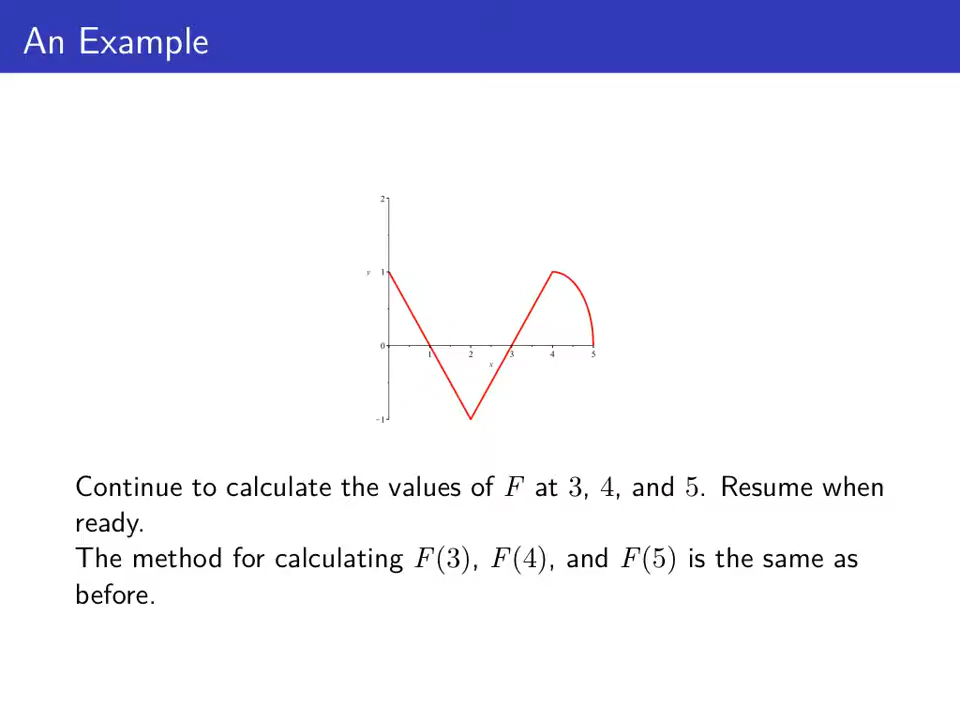 An Example
2
y 1
0
1 2 3 4 5
x
−1
Continue to calculate the values of F at 3, 4, and 5. Resume when
ready.
The method for calculating F(3), F(4), and F(5) is the same as
before.